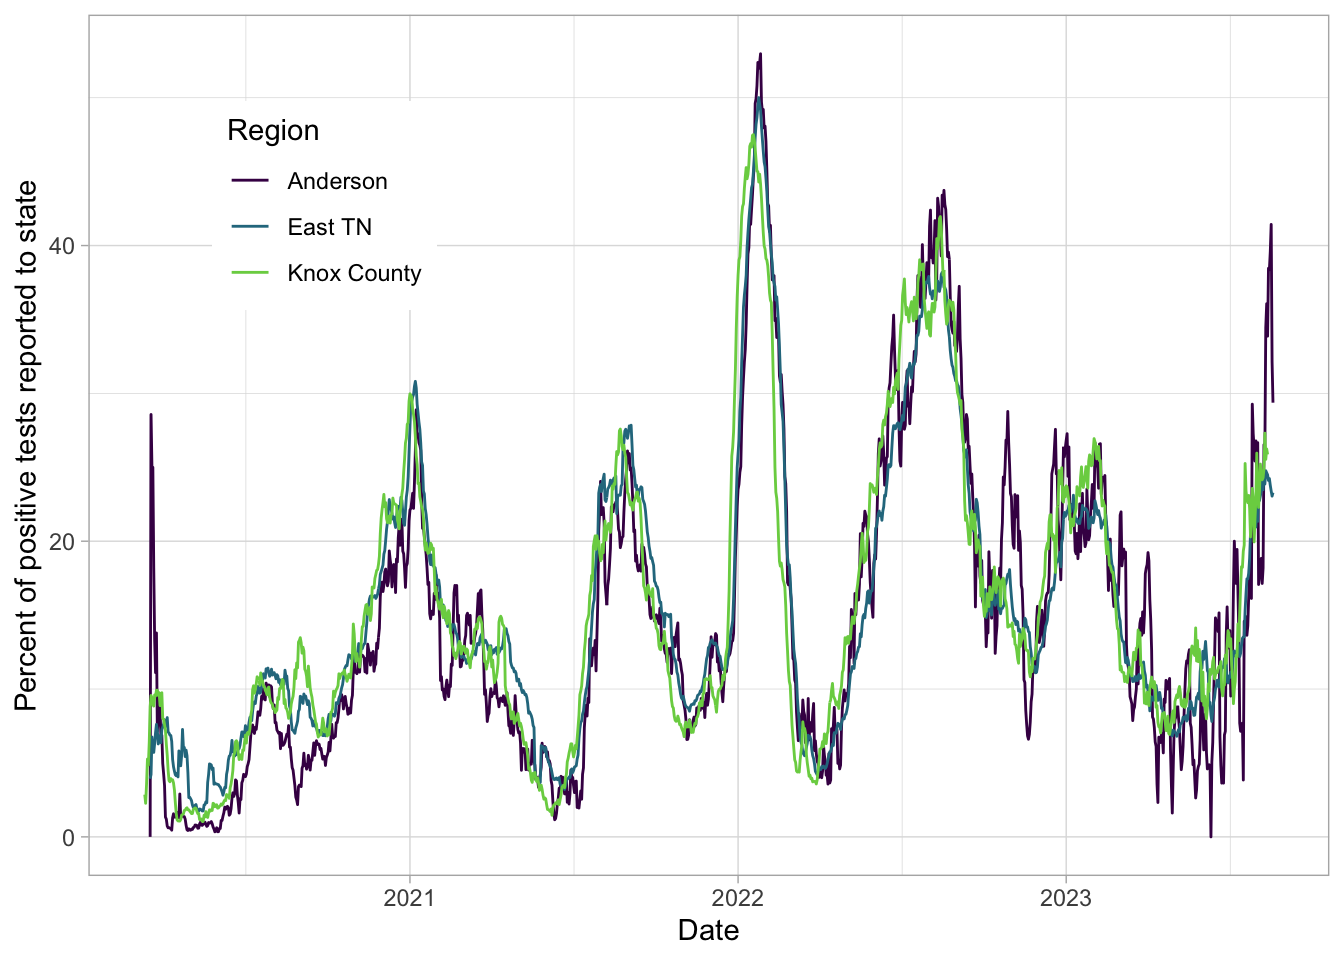 Region
Anderson
East TN
Knox County
Percent of positive tests reported to state
40
20
0
2021
2022
2023
Date